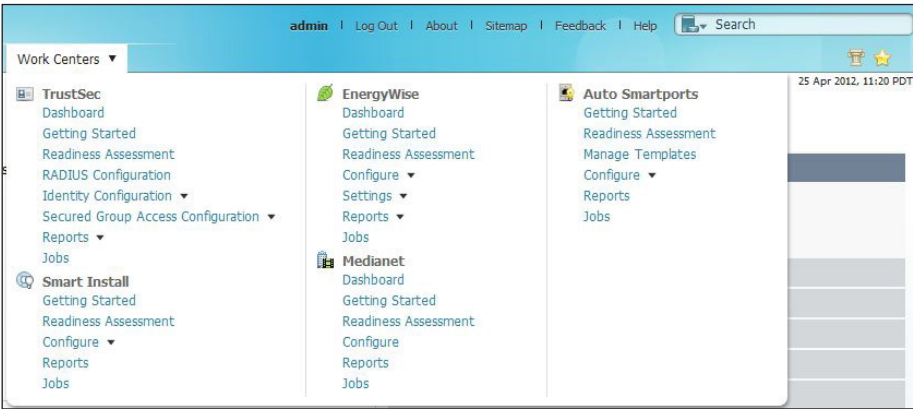 admin | Log Out | About | Sitemap | Feedback | Help Search
Work Centers ▼
25 Apr 2012, 11:20 PDT
TrustSec
Dashboard
Getting Started
Readiness Assessment
RADIUS Configuration
Identity Configuration ▼
Secured Group Access Configuration ▼
Reports ▼
Jobs
Smart Install
Getting Started
Readiness Assessment
Configure ▼
Reports
Jobs
EnergyWise
Dashboard
Getting Started
Readiness Assessment
Configure ▼
Settings ▼
Reports ▼
Jobs
Medianet
Dashboard
Getting Started
Readiness Assessment
Configure
Reports
Jobs
Auto Smartports
Getting Started
Readiness Assessment
Manage Templates
Configure ▼
Reports
Jobs